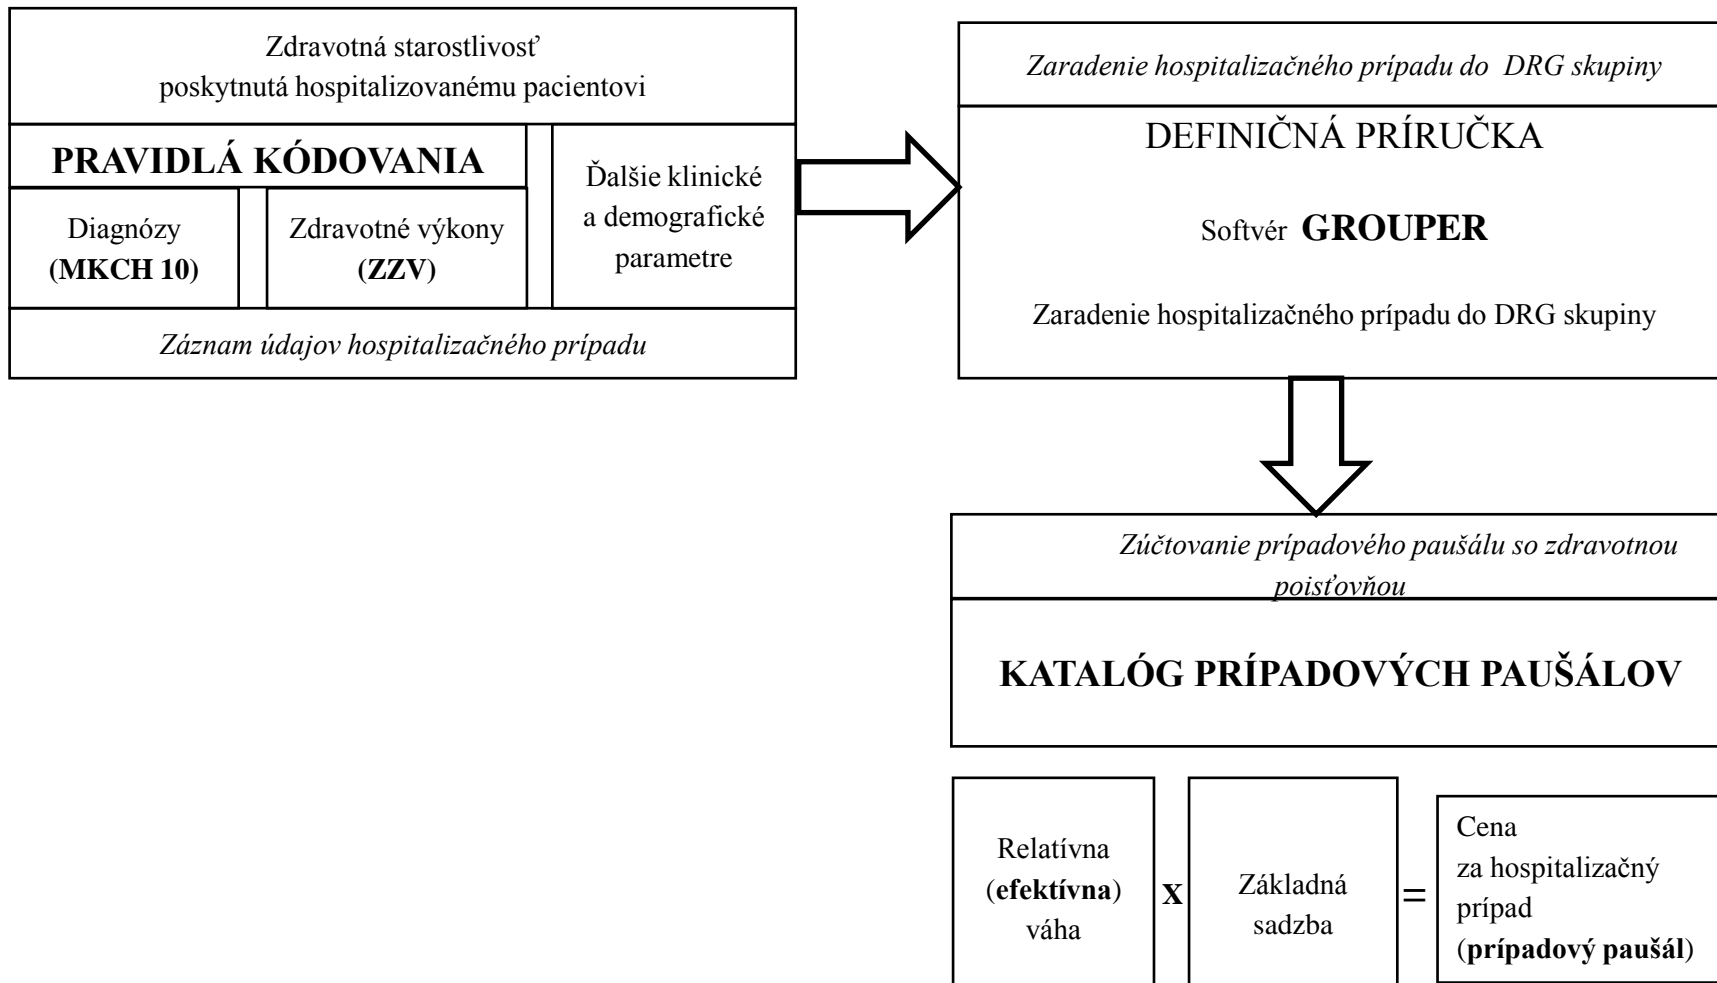 Zdravotná starostlivosť
poskytnutá hospitalizovanému pacientovi
PRAVIDLÁ KÓDOVANIA
Diagnózy
(MKCH 10)
Zdravotné výkony
(ZZV)
Ďalšie klinické
a demografické
parametre
Záznam údajov hospitalizačného prípadu
Zaradenie hospitalizačného prípadu do DRG skupiny
DEFINIČNÁ PRÍRUČKA
Softvér GROUPER
Zaradenie hospitalizačného prípadu do DRG skupiny
Zúčtovanie prípadového paušálu so zdravotnou
poisťovňou
KATALÓG PRÍPADOVÝCH PAUŠÁLOV
Relatívna
(efektívna)
váha
x
Základná
sadzba
=
Cena
za hospitalizačný
prípad
(prípadový paušál)